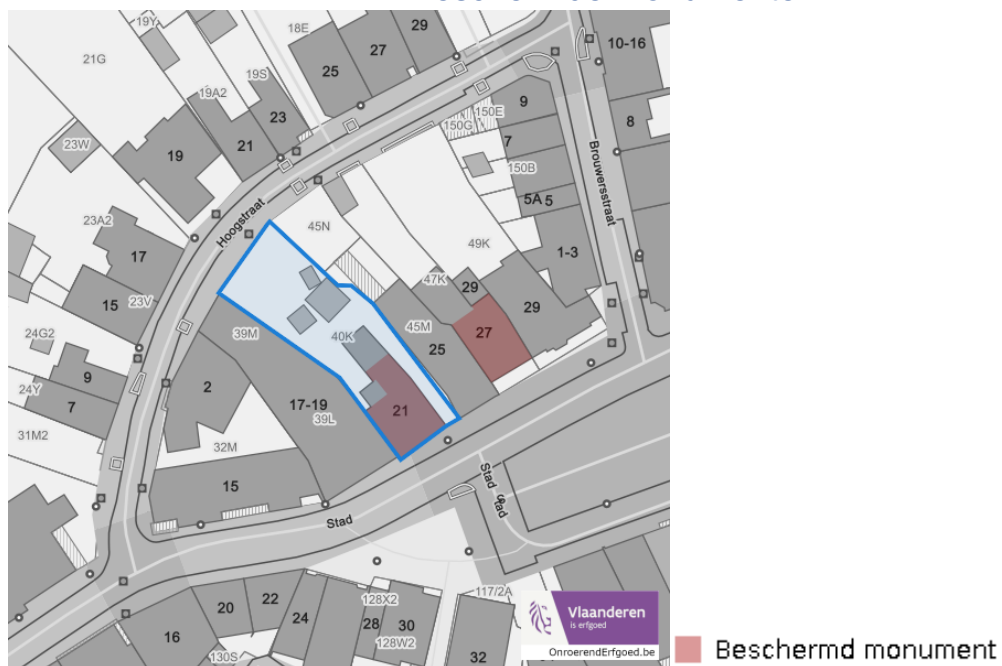 19Y
18E
29
21G
27
10-16
25
19S
19A2
23
150E
150G
9
8
23W
19
21
7
Brouwersstraat
150B
5A 5
Hoogstraat
45N
23A2
49K
1-3
17
47K
29
15
23V
29
39M
40K
45M
27
24G2
25
9
2
24Y
7
17-19
21
39L
31M2
32M
15
Stad
Stad
Stad
117/2A
20
22
128X2
24
28
30
16
128W2
130S
32
Vlaanderen
is erfgoed
OnroerendErfgoed.be
Beschermd monument